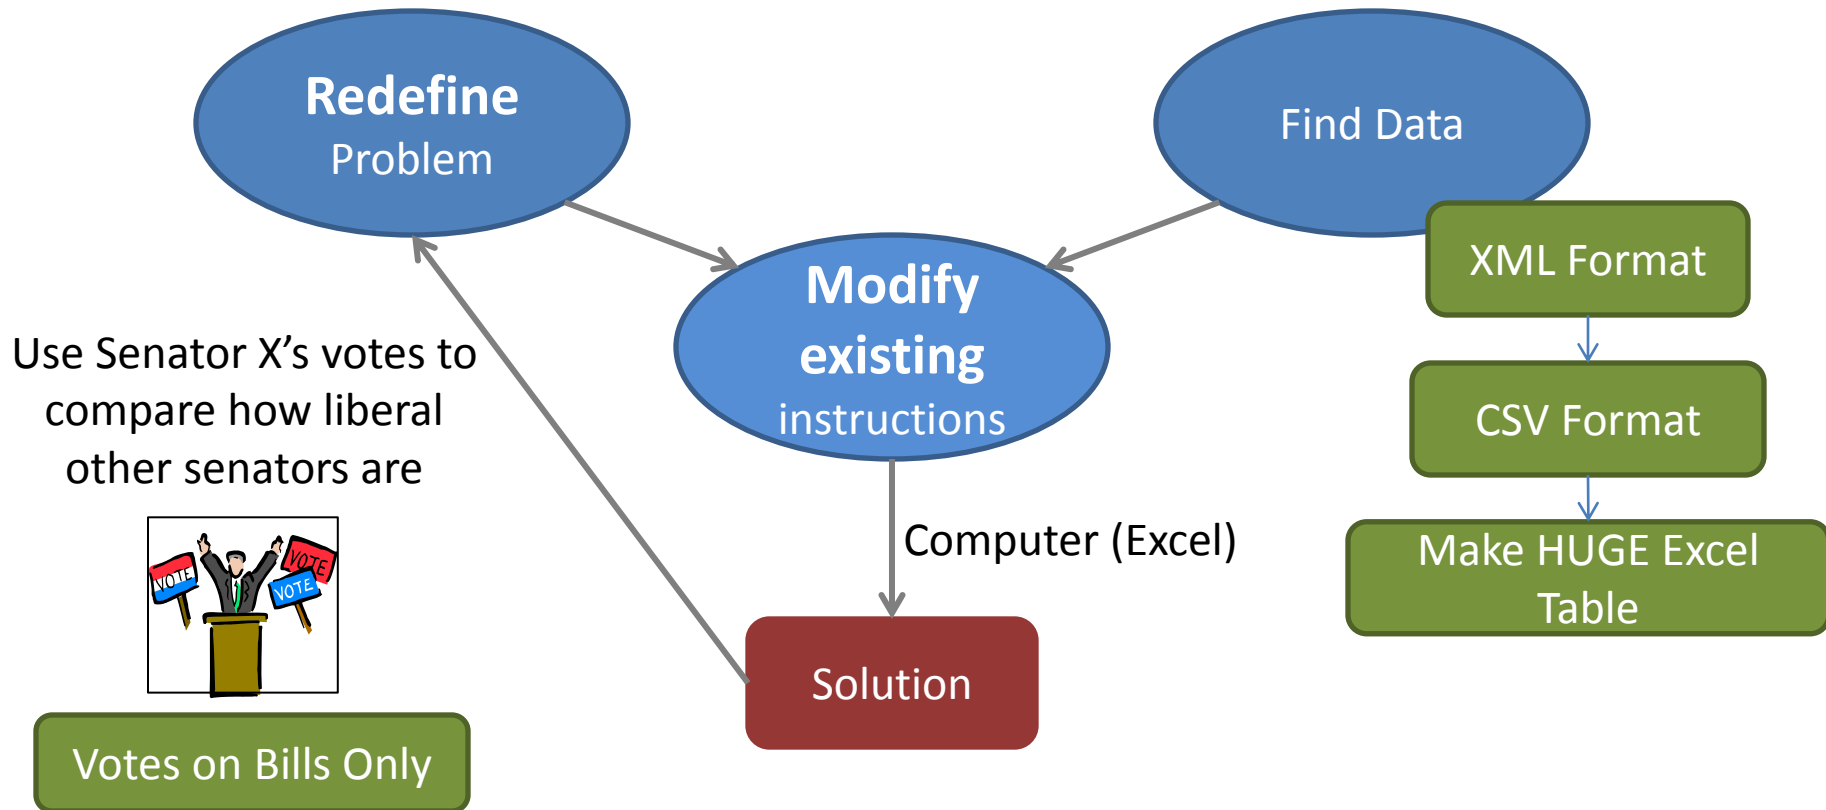 Redefine
Problem
Find Data
XML Format
Modify
existing
instructions
Use Senator X’s votes to
compare how liberal
other senators are
CSV Format
VOTE
VOTE
VOTE
Computer (Excel)
Make HUGE Excel
Table
Solution
Votes on Bills Only